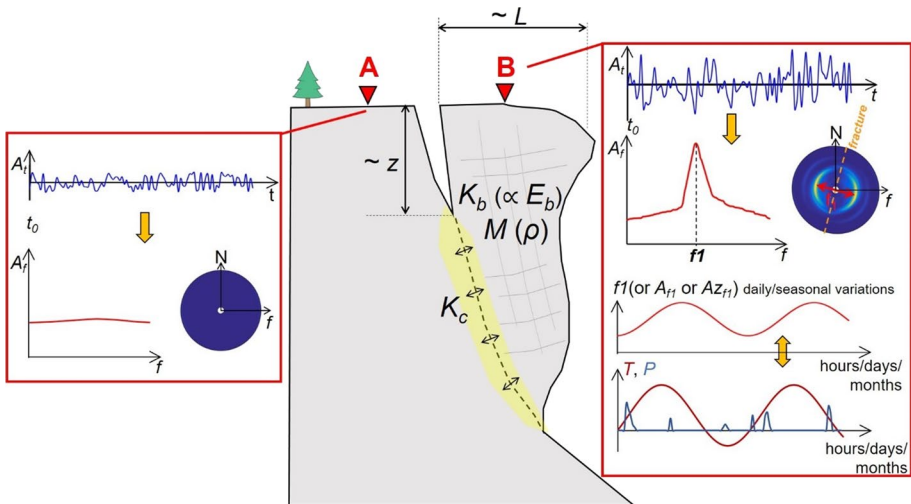 ~ L
A
B
~ z
K_b (∝ E_b)
M (ρ)
K_c
A_t
t
t_0
A_f
f
N
f
A_t
t
t_0
A_f
f1
f
N
fracture
f
f1(or A_f1 or Az_f1) daily/seasonal variations
hours/days/
months
T, P
hours/days/
months